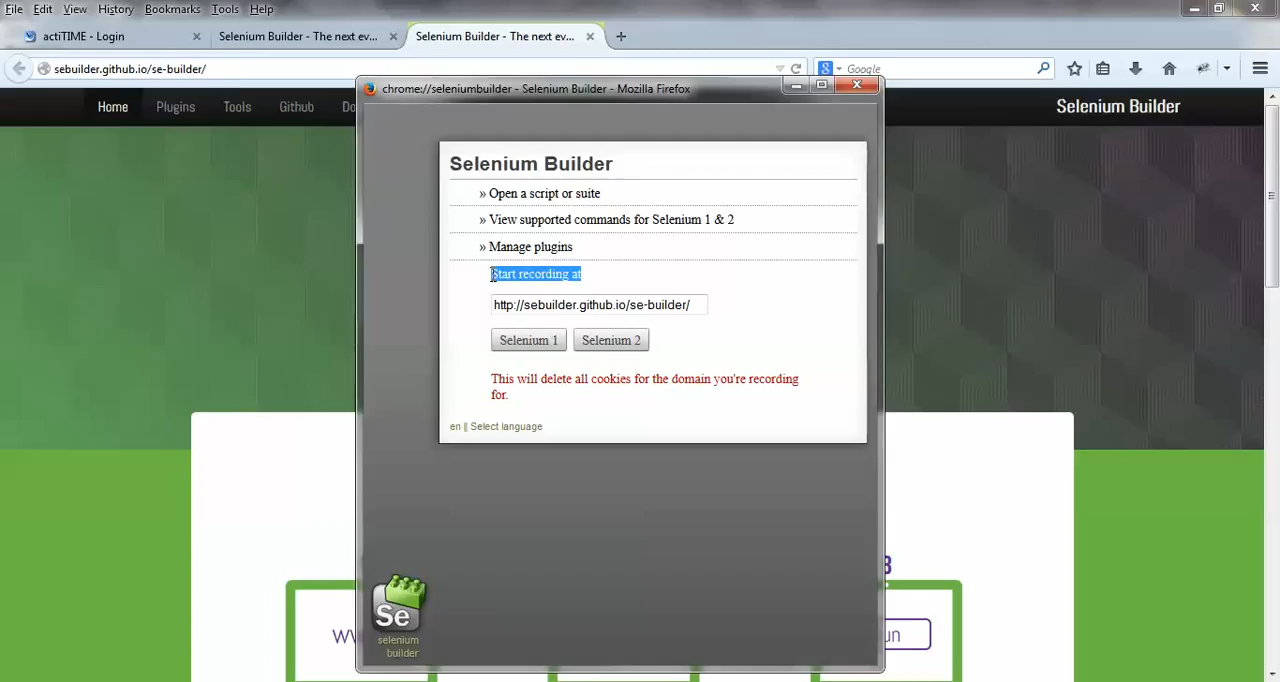 File Edit View History Bookmarks Tools Help
actiTIME - Login
Selenium Builder - The next ev...
Selenium Builder - The next ev...
sebuilder.github.io/se-builder/
Google
Home Plugins Tools Github Do
Selenium Builder
chrome://seleniumbuilder - Selenium Builder - Mozilla Firefox
Selenium Builder
» Open a script or suite
» View supported commands for Selenium 1 & 2
» Manage plugins
Start recording at
http://sebuilder.github.io/se-builder/
Selenium 1 Selenium 2
This will delete all cookies for the domain you're recording
for.
en || Select language
Se
selenium
builder